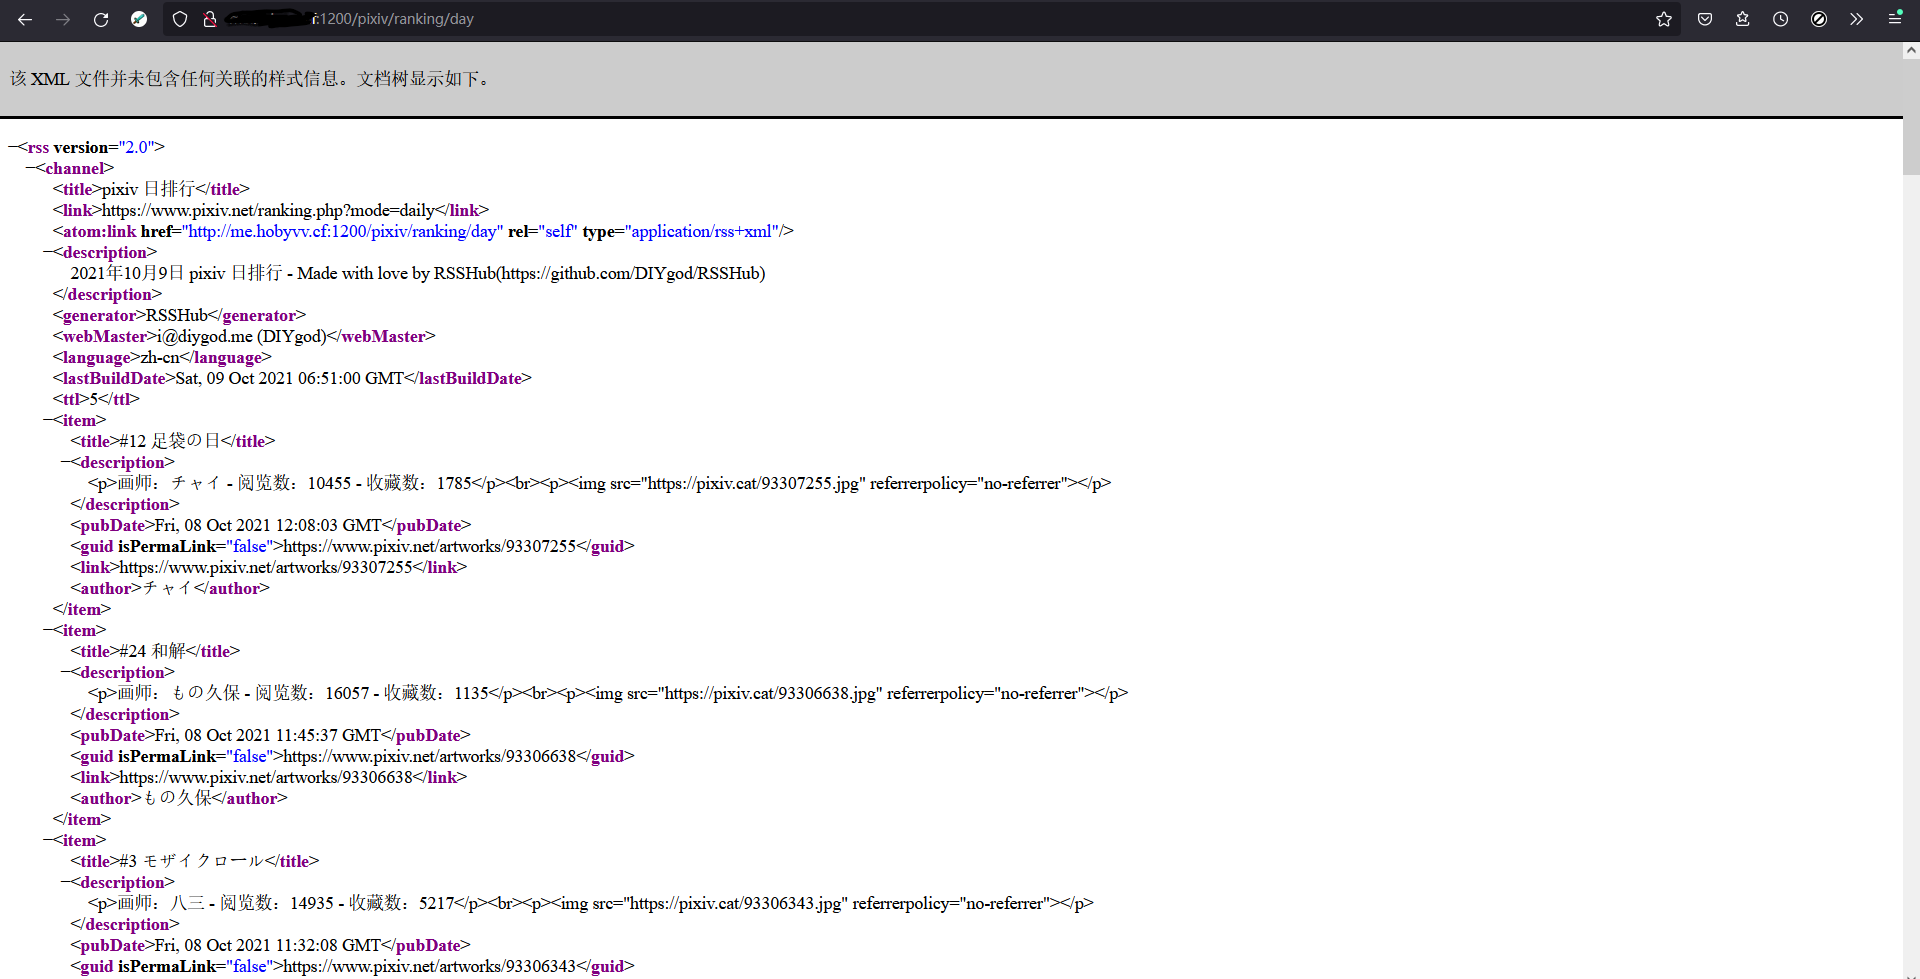 :1200/pixiv/ranking/day
该 XML 文件并未包含任何关联的样式信息。文档树显示如下。
−<rss version="2.0">
−<channel>
<title>pixiv 日排行</title>
<link>https://www.pixiv.net/ranking.php?mode=daily</link>
<atom:link href="http://me.hobyvv.cf:1200/pixiv/ranking/day" rel="self" type="application/rss+xml"/>
−<description>
2021年10月9日 pixiv 日排行 - Made with love by RSSHub(https://github.com/DIYgod/RSSHub)
</description>
<generator>RSSHub</generator>
<webMaster>i@diygod.me (DIYgod)</webMaster>
<language>zh-cn</language>
<lastBuildDate>Sat, 09 Oct 2021 06:51:00 GMT</lastBuildDate>
<ttl>5</ttl>
−<item>
<title>#12 足袋の日</title>
−<description>
<p>画师：チャイ - 阅览数：10455 - 收藏数：1785</p><br><p><img src="https://pixiv.cat/93307255.jpg" referrerpolicy="no-referrer"></p>
</description>
<pubDate>Fri, 08 Oct 2021 12:08:03 GMT</pubDate>
<guid isPermaLink="false">https://www.pixiv.net/artworks/93307255</guid>
<link>https://www.pixiv.net/artworks/93307255</link>
<author>チャイ</author>
</item>
−<item>
<title>#24 和解</title>
−<description>
<p>画师：もの久保 - 阅览数：16057 - 收藏数：1135</p><br><p><img src="https://pixiv.cat/93306638.jpg" referrerpolicy="no-referrer"></p>
</description>
<pubDate>Fri, 08 Oct 2021 11:45:37 GMT</pubDate>
<guid isPermaLink="false">https://www.pixiv.net/artworks/93306638</guid>
<link>https://www.pixiv.net/artworks/93306638</link>
<author>もの久保</author>
</item>
−<item>
<title>#3 モザイクロール</title>
−<description>
<p>画师：八三 - 阅览数：14935 - 收藏数：5217</p><br><p><img src="https://pixiv.cat/93306343.jpg" referrerpolicy="no-referrer"></p>
</description>
<pubDate>Fri, 08 Oct 2021 11:32:08 GMT</pubDate>
<guid isPermaLink="false">https://www.pixiv.net/artworks/93306343</guid>